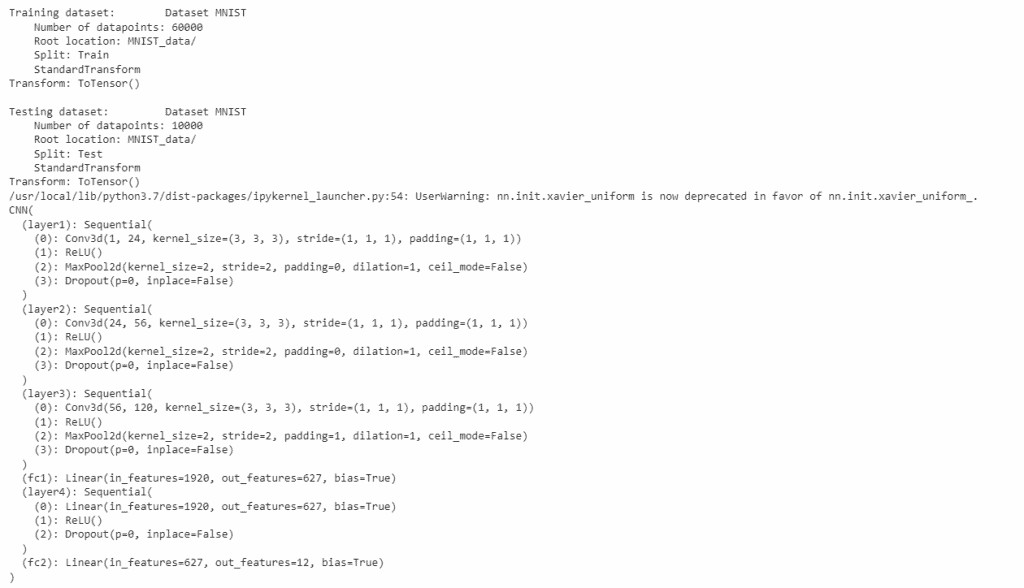 Training dataset:        Dataset MNIST
    Number of datapoints: 60000
    Root location: MNIST_data/
    Split: Train
    StandardTransform
Transform: ToTensor()

Testing dataset:         Dataset MNIST
    Number of datapoints: 10000
    Root location: MNIST_data/
    Split: Test
    StandardTransform
Transform: ToTensor()
/usr/local/lib/python3.7/dist-packages/ipykernel_launcher.py:54: UserWarning: nn.init.xavier_uniform is now deprecated in favor of nn.init.xavier_uniform_.
CNN(
  (layer1): Sequential(
    (0): Conv3d(1, 24, kernel_size=(3, 3, 3), stride=(1, 1, 1), padding=(1, 1, 1))
    (1): ReLU()
    (2): MaxPool2d(kernel_size=2, stride=2, padding=0, dilation=1, ceil_mode=False)
    (3): Dropout(p=0, inplace=False)
  )
  (layer2): Sequential(
    (0): Conv3d(24, 56, kernel_size=(3, 3, 3), stride=(1, 1, 1), padding=(1, 1, 1))
    (1): ReLU()
    (2): MaxPool2d(kernel_size=2, stride=2, padding=0, dilation=1, ceil_mode=False)
    (3): Dropout(p=0, inplace=False)
  )
  (layer3): Sequential(
    (0): Conv3d(56, 120, kernel_size=(3, 3, 3), stride=(1, 1, 1), padding=(1, 1, 1))
    (1): ReLU()
    (2): MaxPool2d(kernel_size=2, stride=2, padding=1, dilation=1, ceil_mode=False)
    (3): Dropout(p=0, inplace=False)
  )
  (fc1): Linear(in_features=1920, out_features=627, bias=True)
  (layer4): Sequential(
    (0): Linear(in_features=1920, out_features=627, bias=True)
    (1): ReLU()
    (2): Dropout(p=0, inplace=False)
  )
  (fc2): Linear(in_features=627, out_features=12, bias=True)
)